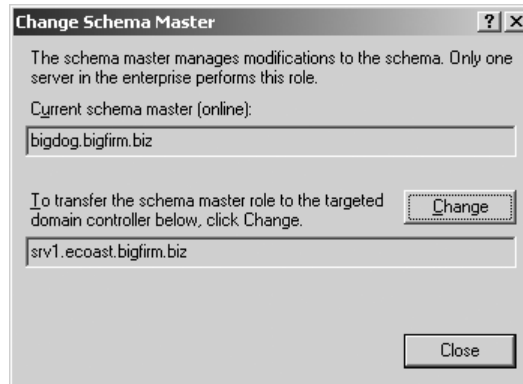 Change Schema Master
The schema master manages modifications to the schema. Only one
server in the enterprise performs this role.
Current schema master (online):
bigdog.bigfirm.biz
To transfer the schema master role to the targeted
domain controller below, click Change.
Change
srv1.ecoast.bigfirm.biz
Close